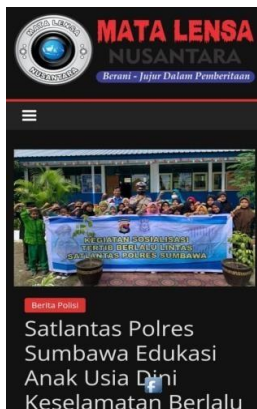 MATA LENSA
NUSANTARA
MATA LENSA
NUSANTARA
Berani - Jujur Dalam Pemberitaan
KEGIATAN SOSIALISASI
TERTIB BERLALU LINTAS
SATLANTAS POLRES SUMBAWA
Berita Polisi
Satlantas Polres
Sumbawa Edukasi
Anak Usia Dini
Keselamatan Berlalu